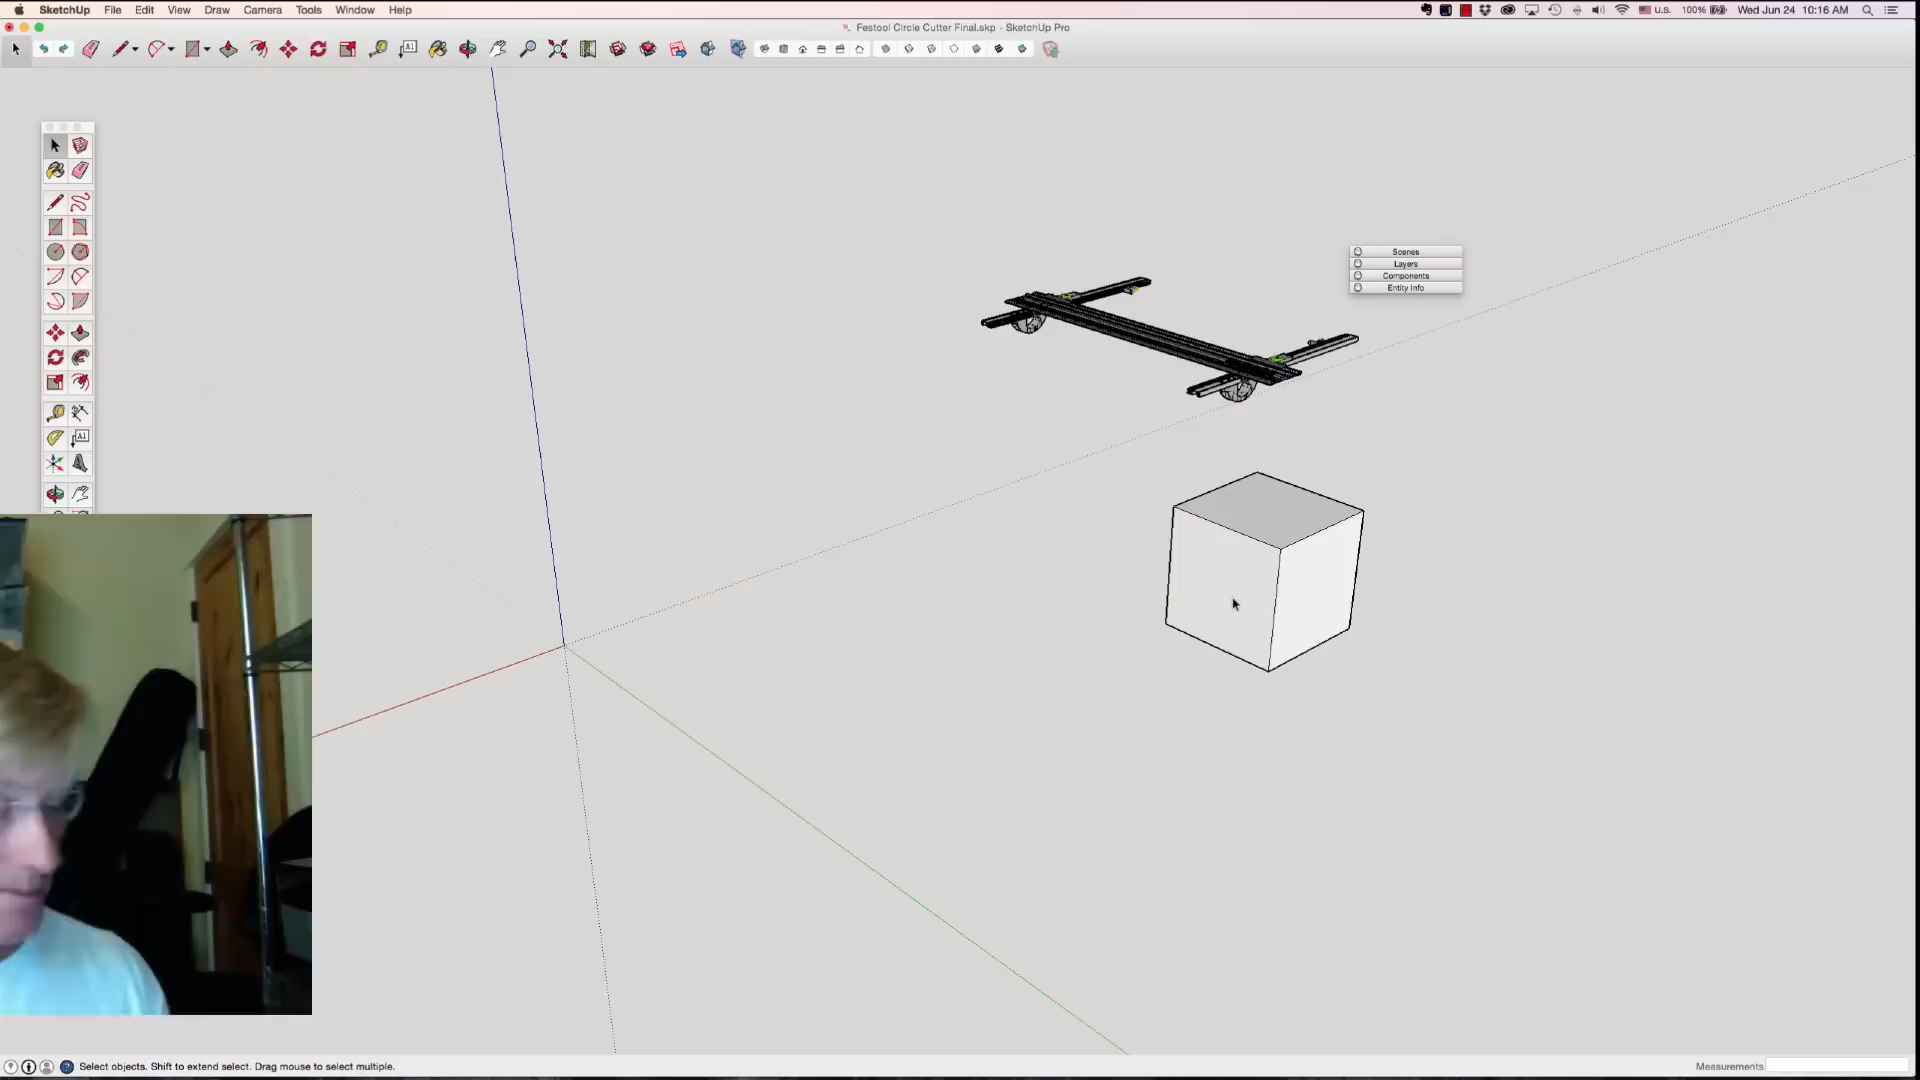 SketchUp File Edit View Draw Camera Tools Window Help
U.S. 100% Wed Jun 24 10:16 AM
Festool Circle Cutter Final.skp - SketchUp Pro
A1
Scenes
Layers
Components
Entity Info
A1
Select objects. Shift to extend select. Drag mouse to select multiple.
Measurements